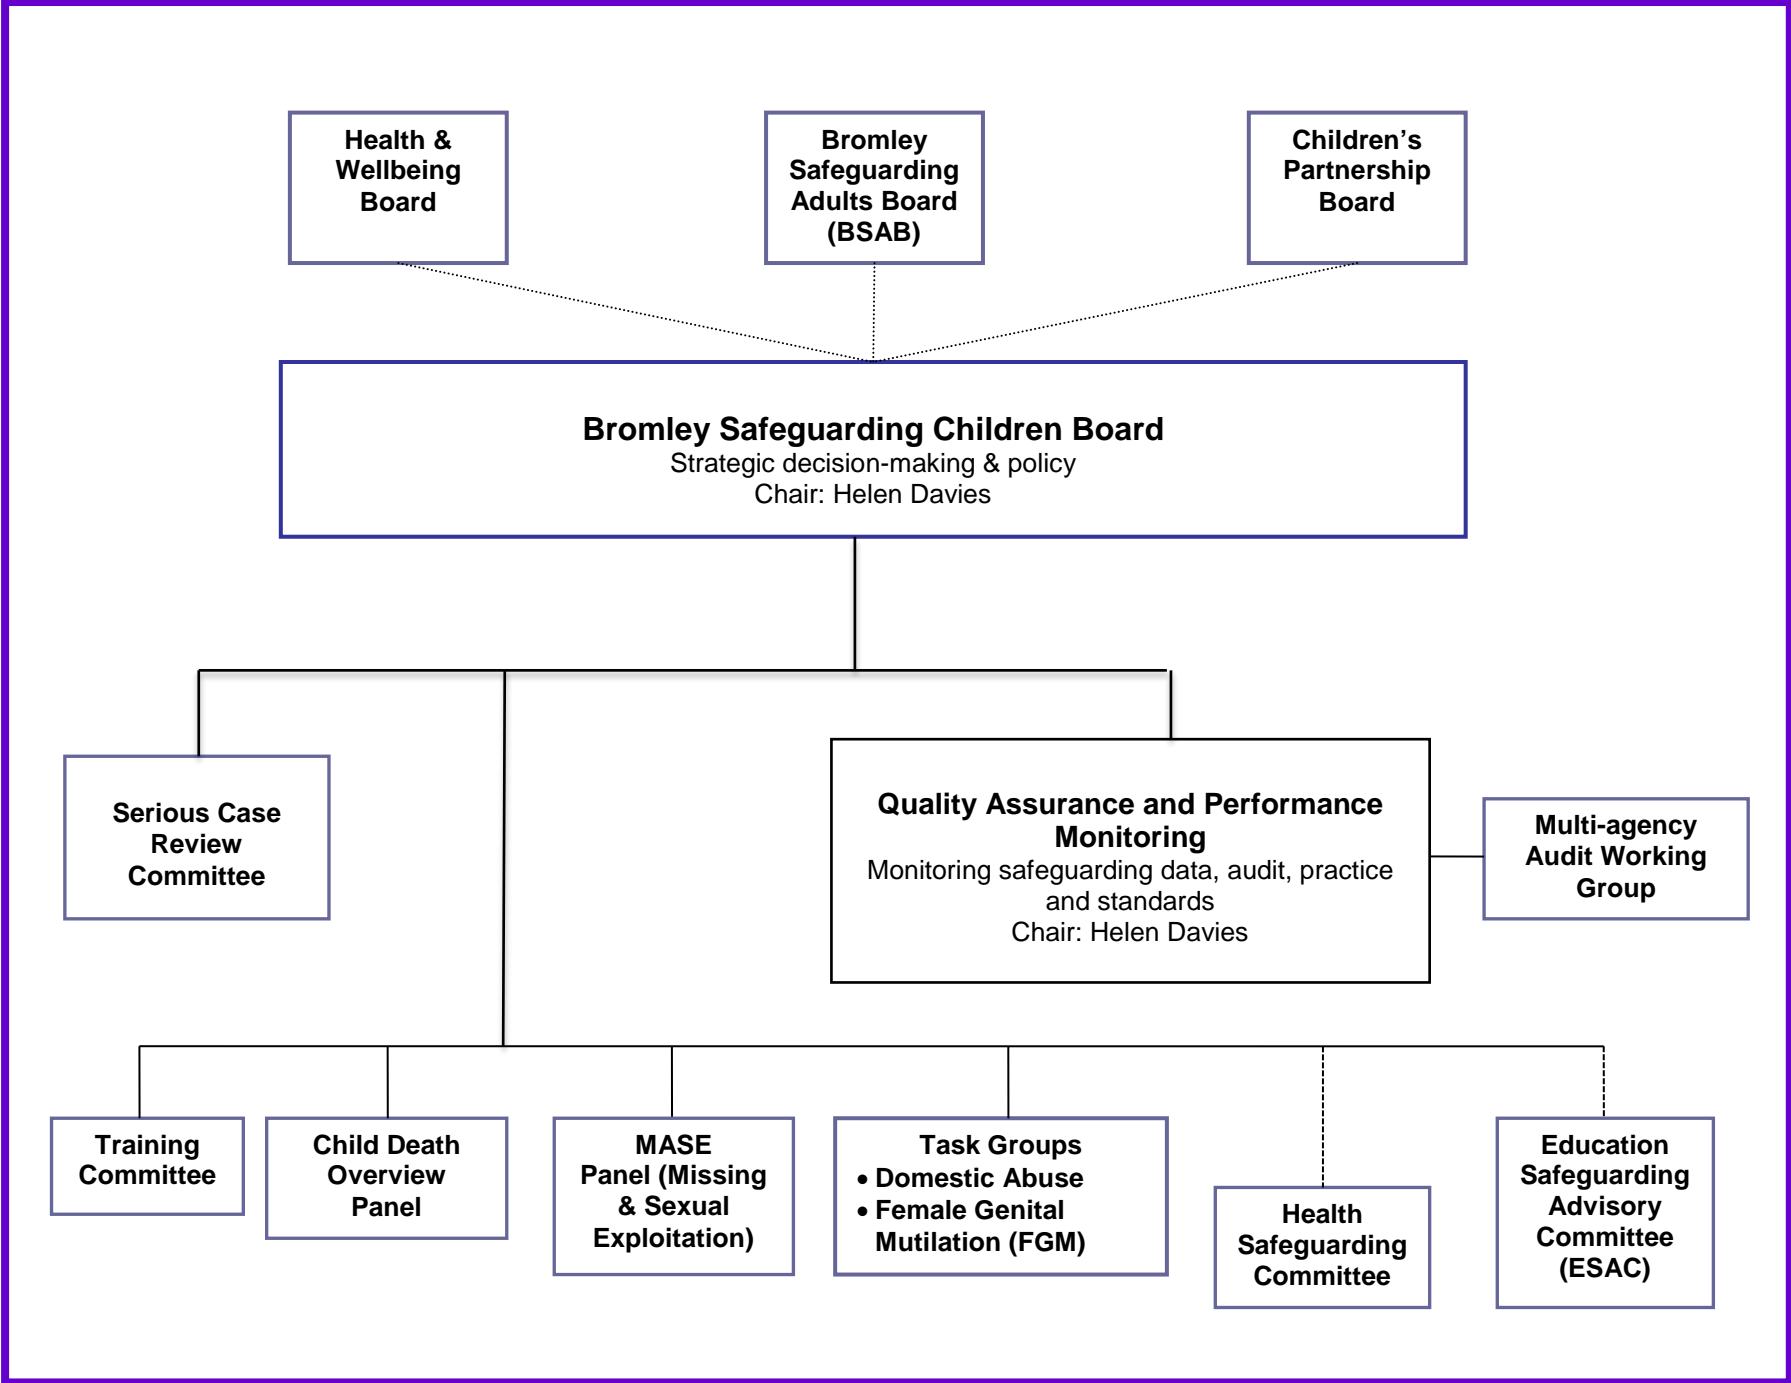 Health &
Wellbeing
Board
Bromley
Safeguarding
Adults Board
(BSAB)
Children’s
Partnership
Board
Bromley Safeguarding Children Board
Strategic decision-making & policy
Chair: Helen Davies
Serious Case
Review
Committee
Quality Assurance and Performance
Monitoring
Monitoring safeguarding data, audit, practice
and standards
Chair: Helen Davies
Multi-agency
Audit Working
Group
Training
Committee
Child Death
Overview
Panel
MASE
Panel (Missing
& Sexual
Exploitation)
Task Groups
• Domestic Abuse
• Female Genital
Mutilation (FGM)
Health
Safeguarding
Committee
Education
Safeguarding
Advisory
Committee
(ESAC)